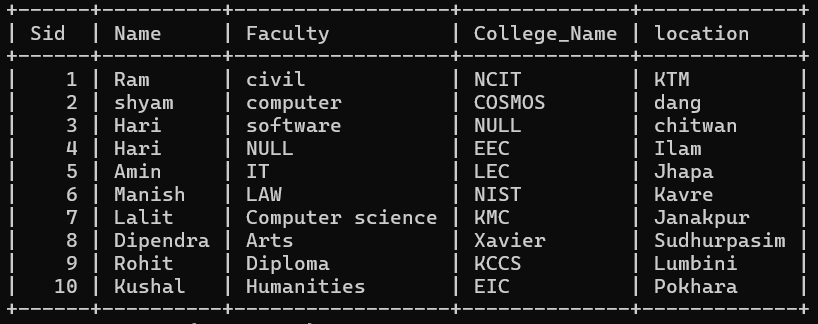 Sid | Name | Faculty | College_Name | location
1 | Ram | civil | NCIT | KTM
2 | shyam | computer | COSMOS | dang
3 | Hari | software | NULL | chitwan
4 | Hari | NULL | EEC | Ilam
5 | Amin | IT | LEC | Jhapa
6 | Manish | LAW | NIST | Kavre
7 | Lalit | Computer science | KMC | Janakpur
8 | Dipendra | Arts | Xavier | Sudhurpasim
9 | Rohit | Diploma | KCCS | Lumbini
10 | Kushal | Humanities | EIC | Pokhara